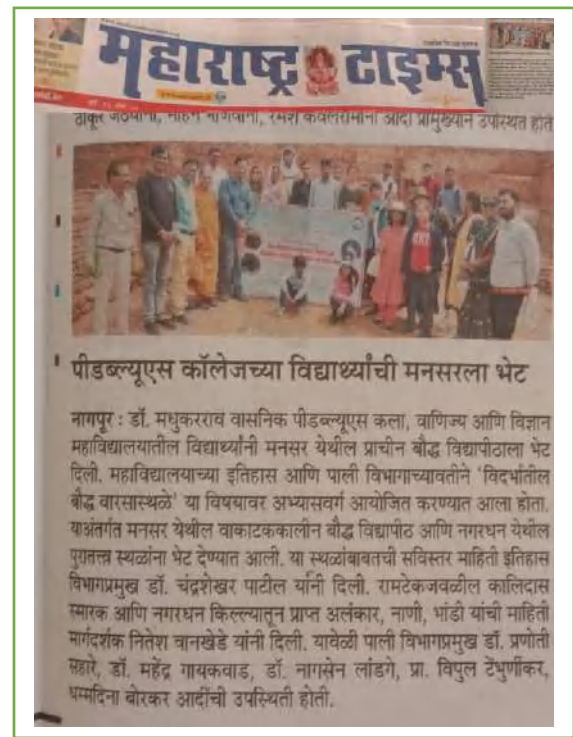 महाराष्ट्र टाइम्स
ठाकूर जेठवानी, मोहन नागवानी, रमेश केवलरामानी आदी प्रामुख्याने उपस्थित होते
पीडब्ल्यूएस कॉलेजच्या विद्यार्थ्यांची मनसरला भेट
नागपूर : डॉ. मधुकरराव वासनिक पीडब्ल्यूएस कला, वाणिज्य आणि विज्ञान
महाविद्यालयातील विद्यार्थ्यांनी मनसर येथील प्राचीन बौद्ध विद्यापीठाला भेट
दिली. महाविद्यालयाच्या इतिहास आणि पाली विभागाच्यावतीने 'विदर्भातील
बौद्ध वारसास्थळे' या विषयावर अभ्यासवर्ग आयोजित करण्यात आला होता.
याअंतर्गत मनसर येथील वाकाटककालीन बौद्ध विद्यापीठ आणि नगरधन येथील
पुरातत्त्व स्थळांना भेट देण्यात आली. या स्थळांबाबतची सविस्तर माहिती इतिहास
विभागप्रमुख डॉ. चंद्रशेखर पाटील यांनी दिली. रामटेकजवळील कालिदास
स्मारक आणि नगरधन किल्ल्यातून प्राप्त अलंकार, नाणी, भांडी यांची माहिती
मार्गदर्शक नितेश वानखेडे यांनी दिली. यावेळी पाली विभागप्रमुख डॉ. प्रणोती
सहारे, डॉ. महेंद्र गायकवाड, डॉ. नागसेन लांडगे, प्रा. विपुल टेंभुर्णीकर,
धम्मदिना बोरकर आदींची उपस्थिती होती.